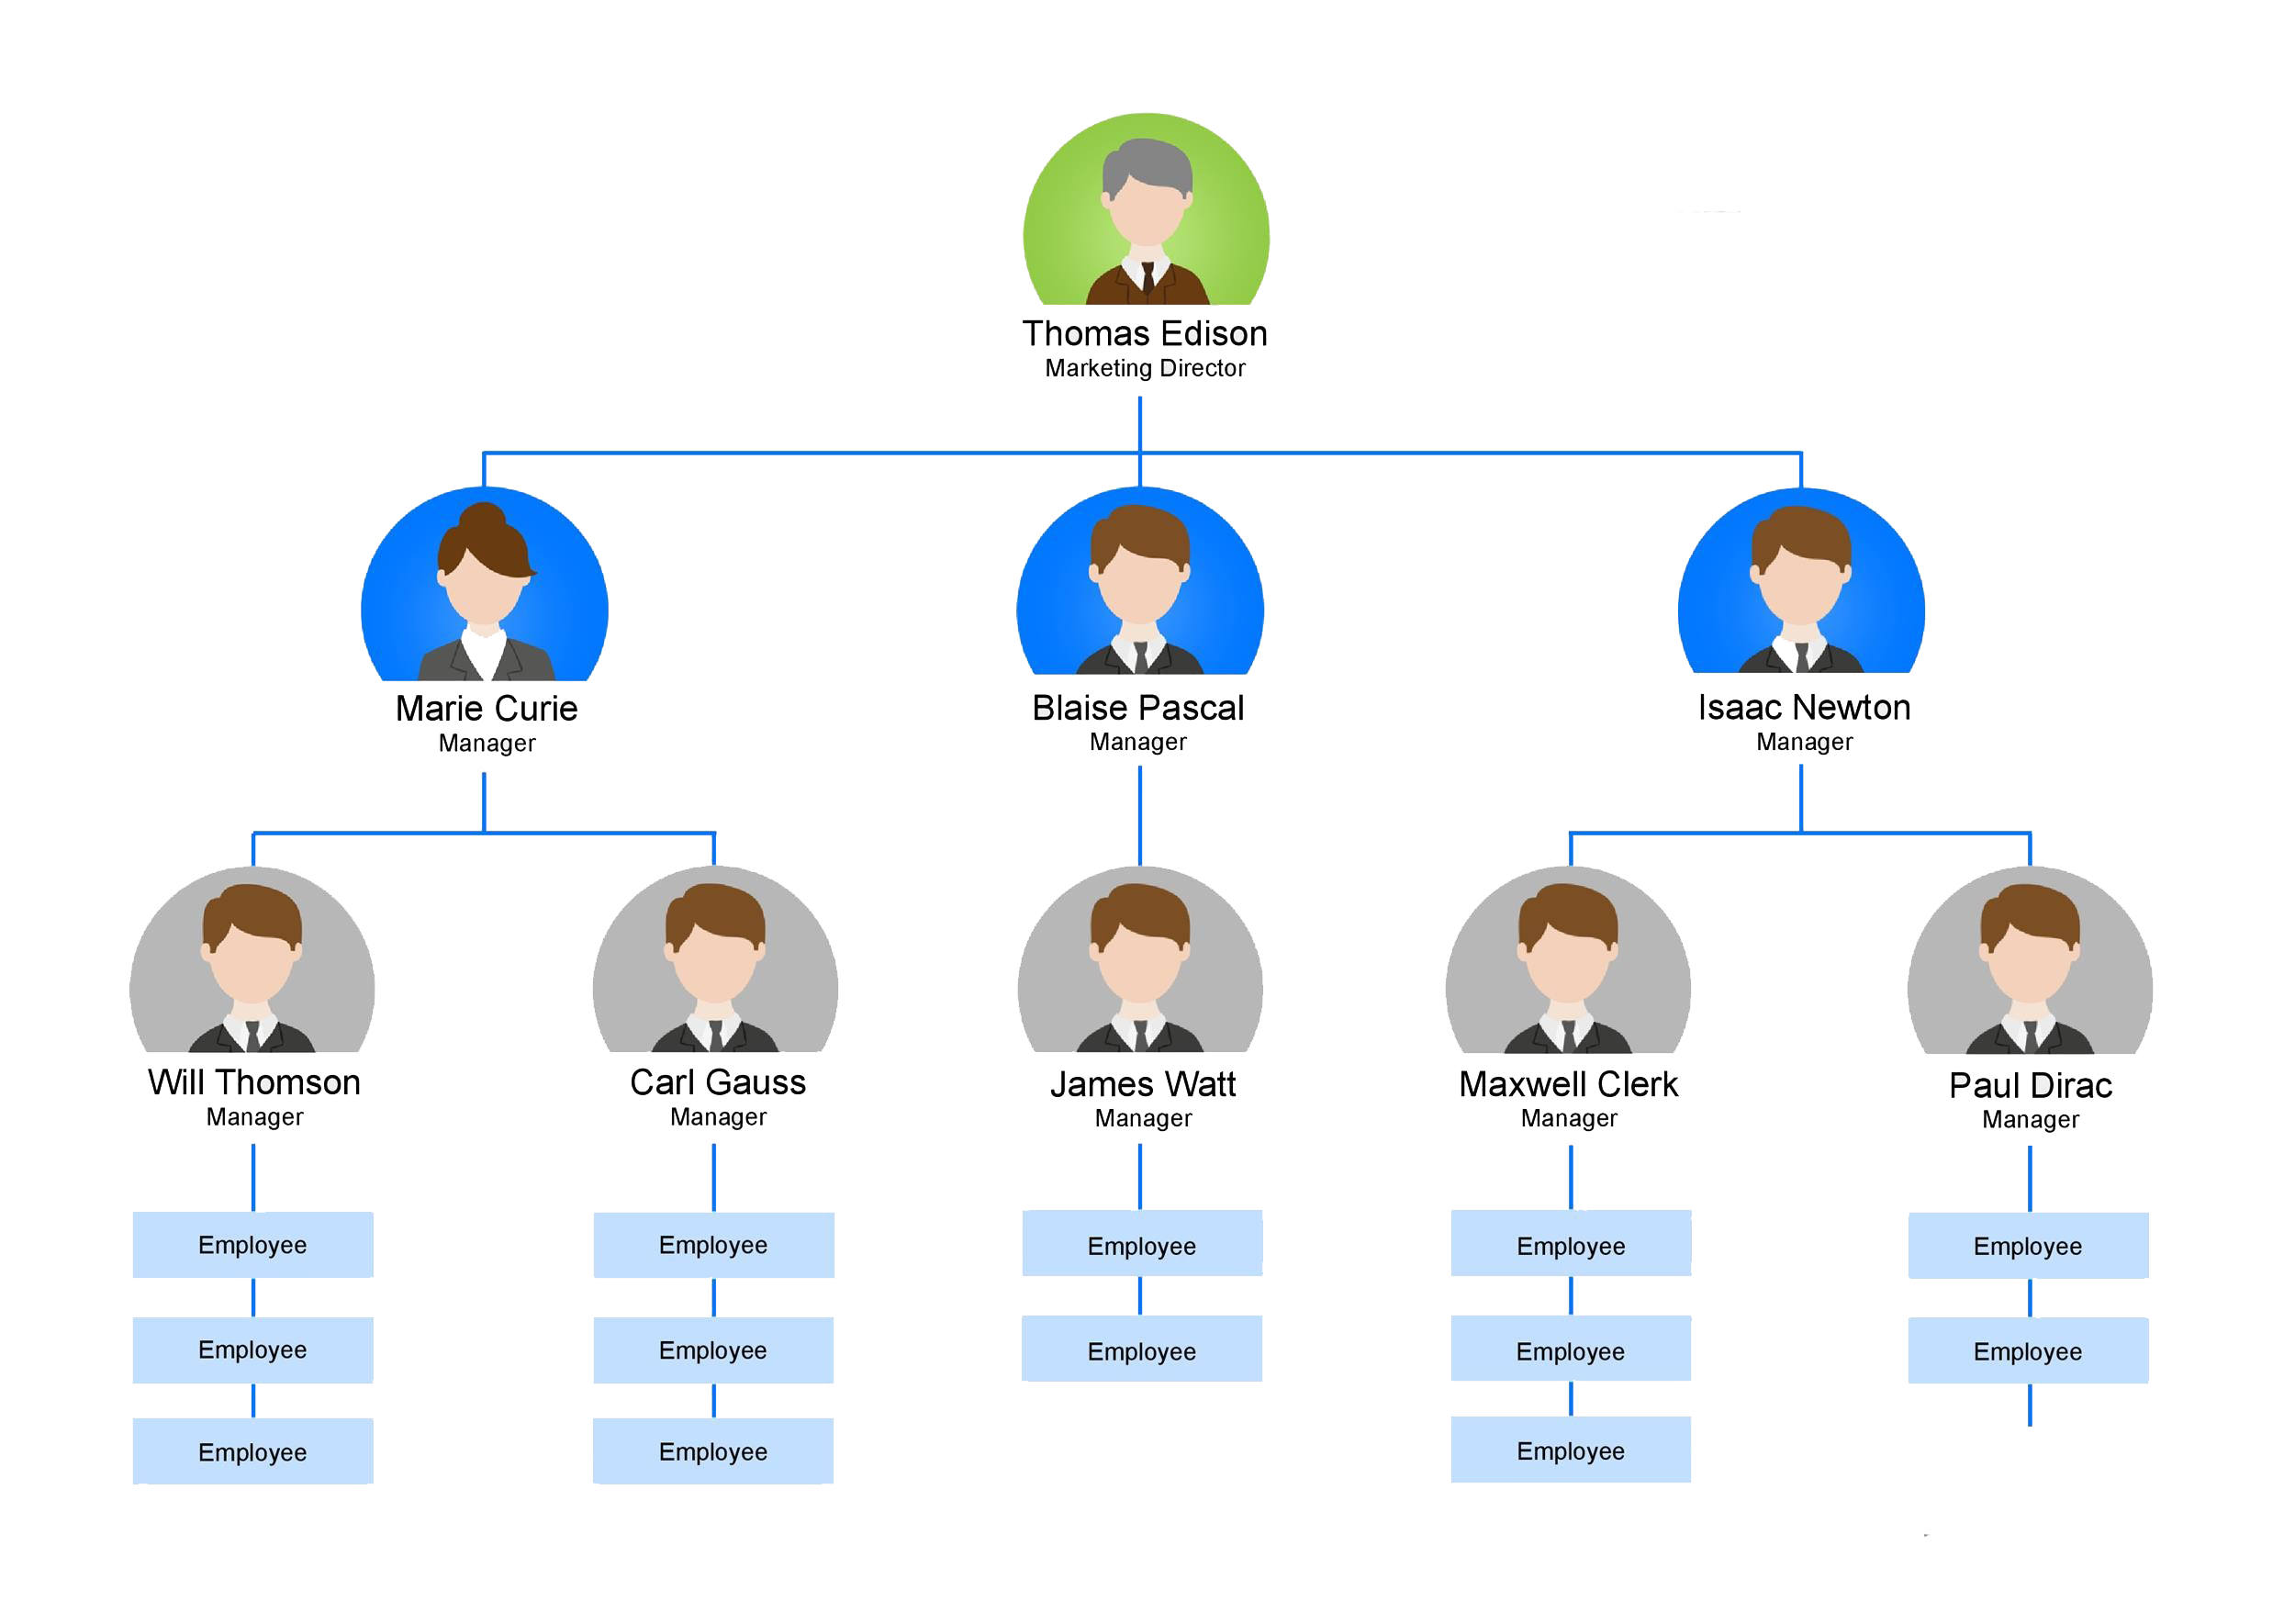 Thomas Edison
Marketing Director
Marie Curie
Manager
Blaise Pascal
Manager
Isaac Newton
Manager
Will Thomson
Manager
Carl Gauss
Manager
James Watt
Manager
Maxwell Clerk
Manager
Paul Dirac
Manager
Employee
Employee
Employee
Employee
Employee
Employee
Employee
Employee
Employee
Employee
Employee
Employee
Employee